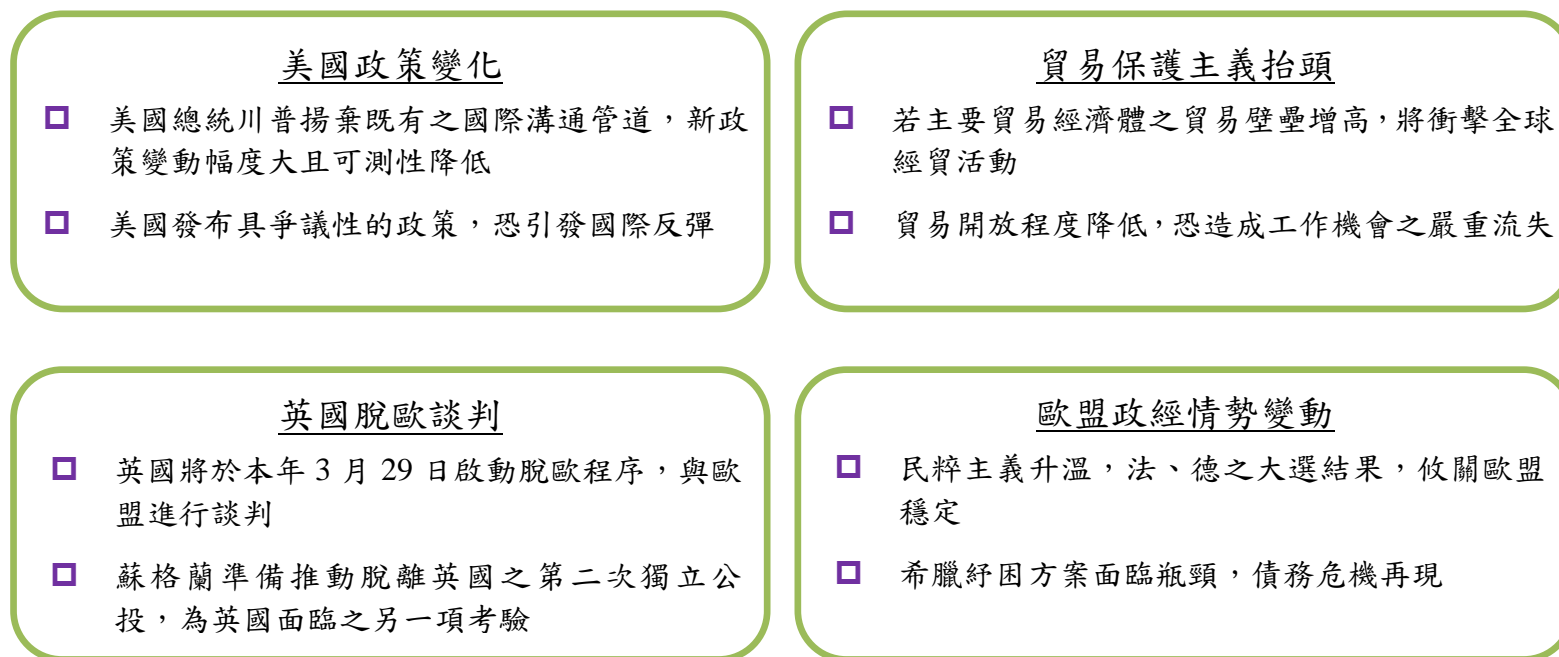 美國政策變化
美國總統川普揚棄既有之國際溝通管道，新政
策變動幅度大且可測性降低
美國發布具爭議性的政策，恐引發國際反彈
貿易保護主義抬頭
若主要貿易經濟體之貿易壁壘增高，將衝擊全球
經貿活動
貿易開放程度降低，恐造成工作機會之嚴重流失
英國脫歐談判
英國將於本年 3 月 29 日啟動脫歐程序，與歐
盟進行談判
蘇格蘭準備推動脫離英國之第二次獨立公
投，為英國面臨之另一項考驗
歐盟政經情勢變動
民粹主義升溫，法、德之大選結果，攸關歐盟
穩定
希臘紓困方案面臨瓶頸，債務危機再現